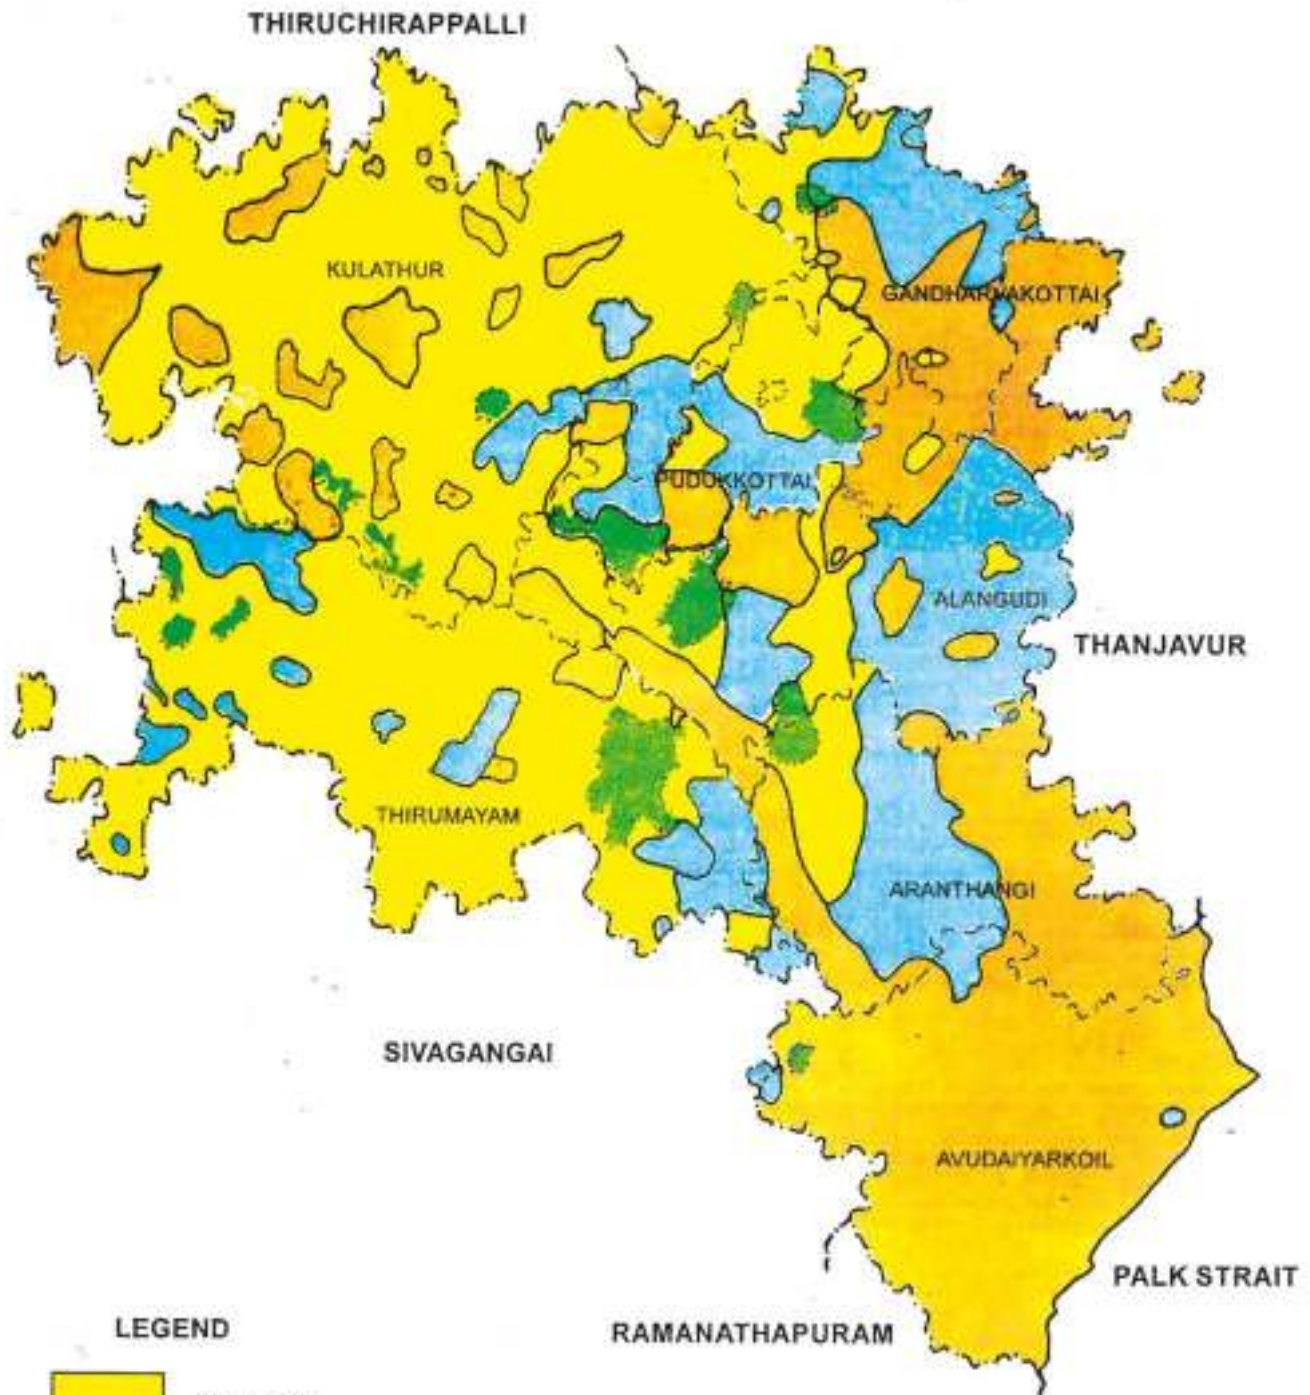 THIRUCHIRAPPALLI
KULATHUR
GANDHARVAKOTTAI
PUDUKKOTTAI
ALANGUDI
THANJAVUR
THIRUMAYAM
ARANTHANGI
SIVAGANGAI
AVUDAIYARKOIL
PALK STRAIT
LEGEND
RAMANATHAPURAM